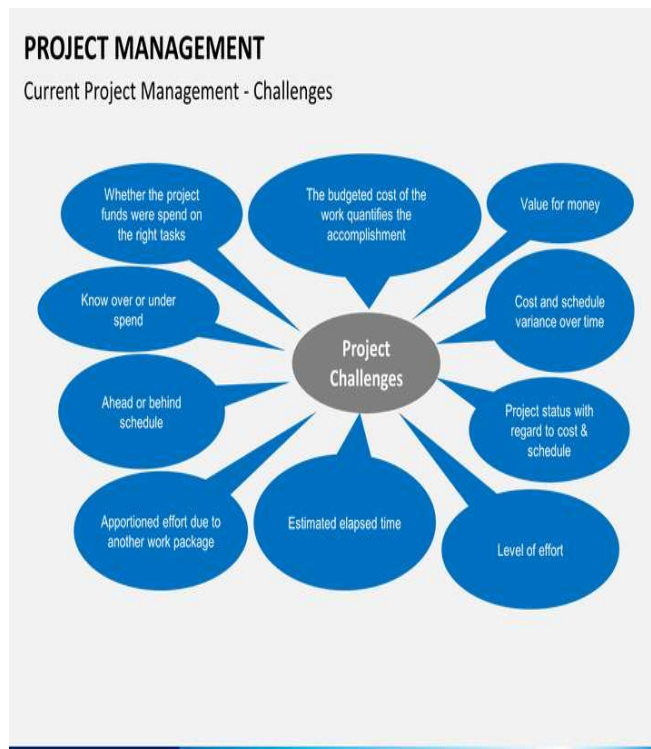 PROJECT MANAGEMENT
Current Project Management - Challenges
Whether the project
funds were spend on
the right tasks
The budgeted cost of the
work quantifies the
accomplishment
Value for money
Know over or under
spend
Cost and schedule
variance over time
Project
Challenges
Ahead or behind
schedule
Project status with
regard to cost &
schedule
Apportioned effort due to
another work package
Estimated elapsed time
Level of effort